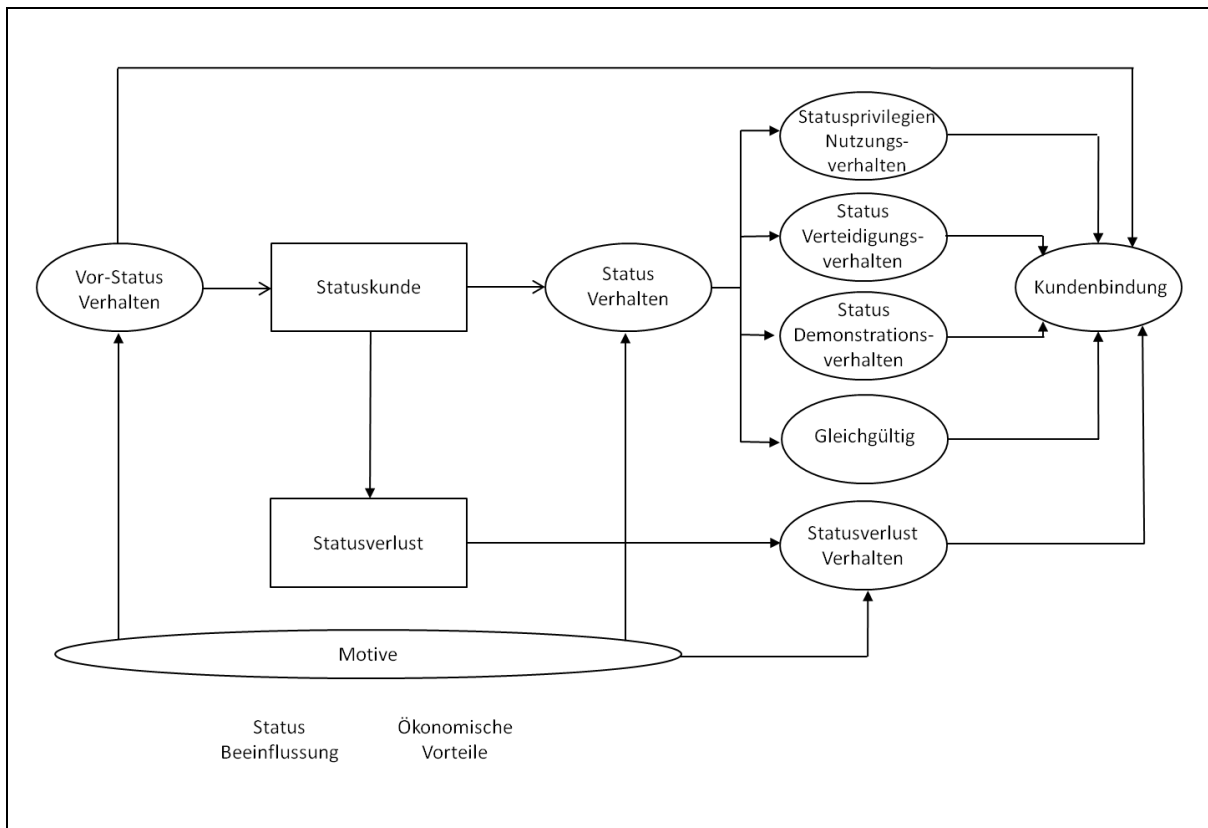 Statusprivilegien
Nutzungs-
verhalten
Status
Verteidigungs-
verhalten
Vor-Status
Verhalten
Statuskunde
Status
Verhalten
Kundenbindung
Status
Demonstrations-
verhalten
Gleichgültig
Statusverlust
Statusverlust
Verhalten
Motive
Status
Beeinflussung
Ökonomische
Vorteile